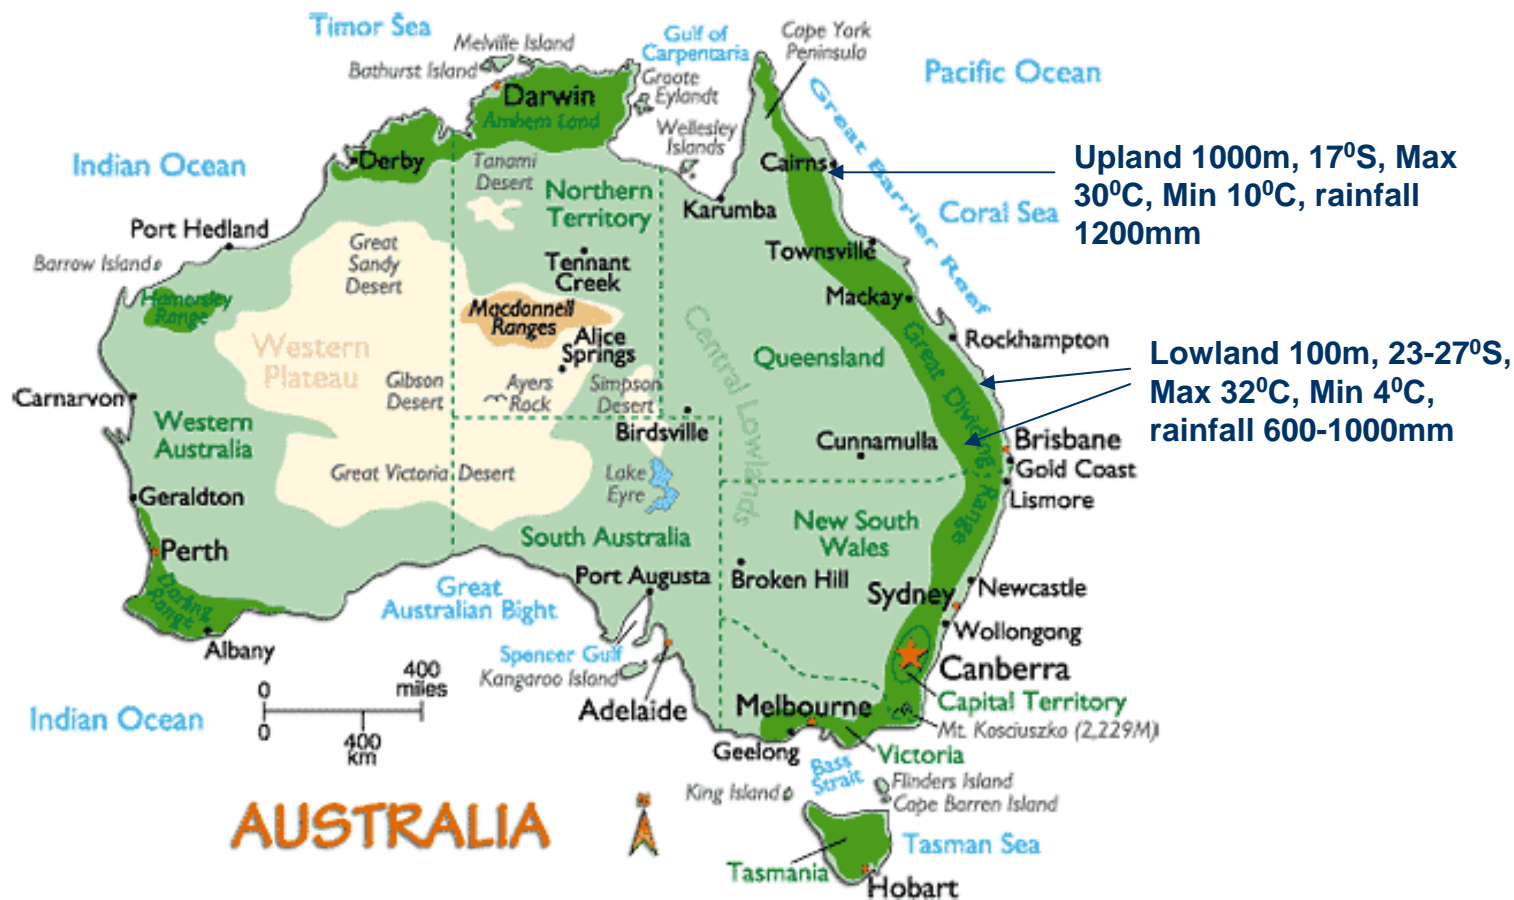 Timor Sea
Melville Island
Bathurst Island
Gulf of
Carpentaria
Cape York
Peninsula
Pacific Ocean
Darwin
Arnhem Land
Groote
Eylandt
Great Barrier Reef
Wellesley
Islands
Indian Ocean
Derby
Tanami
Desert
Cairns
Upland 1000m, 17⁰S, Max
30⁰C, Min 10⁰C, rainfall
1200mm
Northern
Territory
Karumba
Coral Sea
Port Hedland
Great
Sandy
Desert
Barrow Island
Tennant
Creek
Townsville
Hamersley
Range
Macdonnell
Ranges
Mackay
Alice
Springs
Rockhampton
Western
Plateau
Central Lowlands
Queensland
Great Dividing Range
Lowland 100m, 23-27⁰S,
Max 32⁰C, Min 4⁰C,
rainfall 600-1000mm
Carnarvon
Gibson
Desert
Ayers
Rock
Simpson
Desert
Western
Australia
Birdsville
Cunnamulla
Brisbane
Gold Coast
Lismore
Great Victoria Desert
Lake
Eyre
Geraldton
South Australia
New South
Wales
Perth
Port Augusta
Broken Hill
Sydney
Newcastle
Darling
Range
Great
Australian Bight
Wollongong
Albany
Spencer Gulf
Kangaroo Island
Canberra
Capital Territory
400
miles
0
0
400
km
Indian Ocean
Adelaide
Melbourne
Mt. Kosciuszko (2,229M)
Geelong
Victoria
Bass
Strait
King Island
Flinders Island
Cape Barren Island
AUSTRALIA
Tasman Sea
Tasmania
Hobart